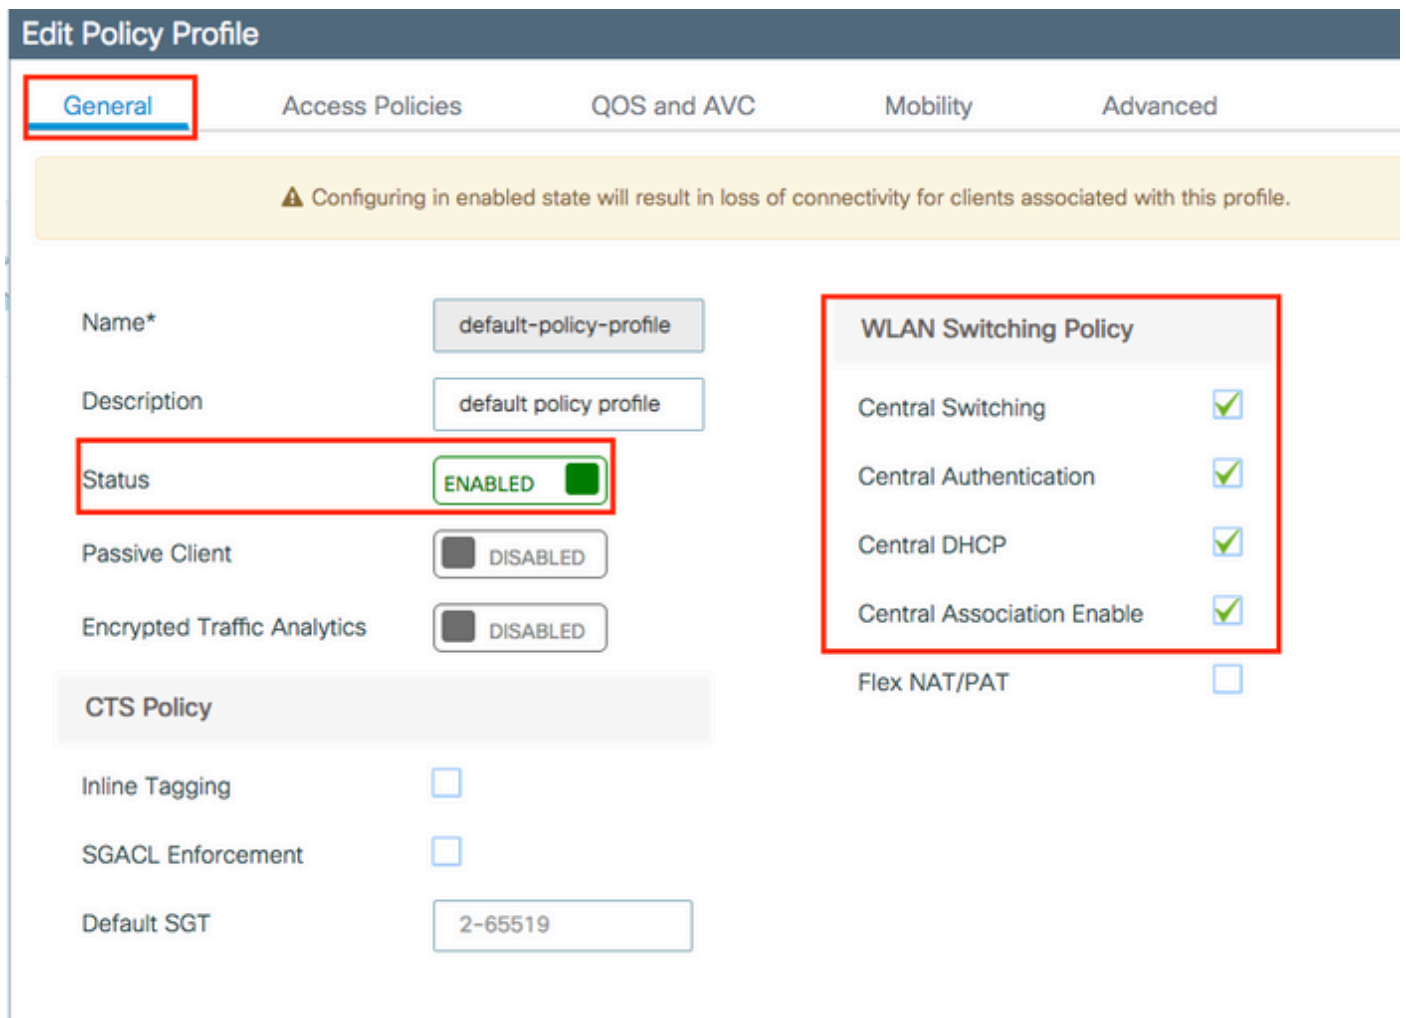 Edit Policy Profile
General Access Policies QOS and AVC Mobility Advanced
Configuring in enabled state will result in loss of connectivity for clients associated with this profile.
Name* default-policy-profile
Description default policy profile
Status ENABLED
Passive Client DISABLED
Encrypted Traffic Analytics DISABLED
CTS Policy
Inline Tagging
SGACL Enforcement
Default SGT 2-65519
WLAN Switching Policy
Central Switching
Central Authentication
Central DHCP
Central Association Enable
Flex NAT/PAT